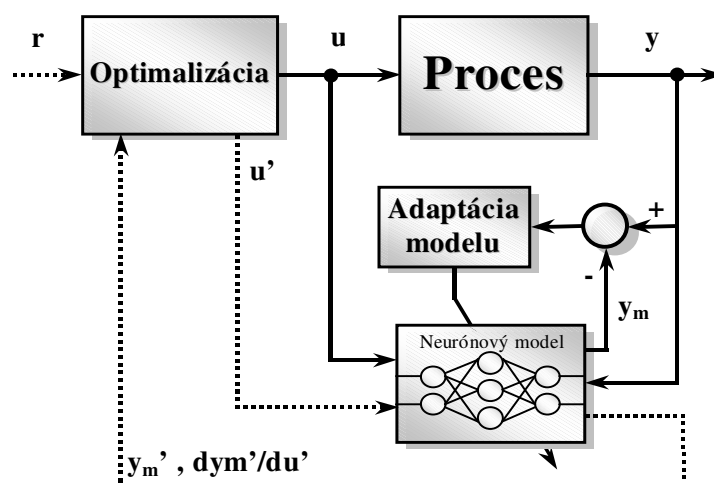 r
u
y
Optimalizácia
Proces
u’
Adaptácia
modelu
+
-
yₘ
Neurónový model
yₘ’ , dym’/du’